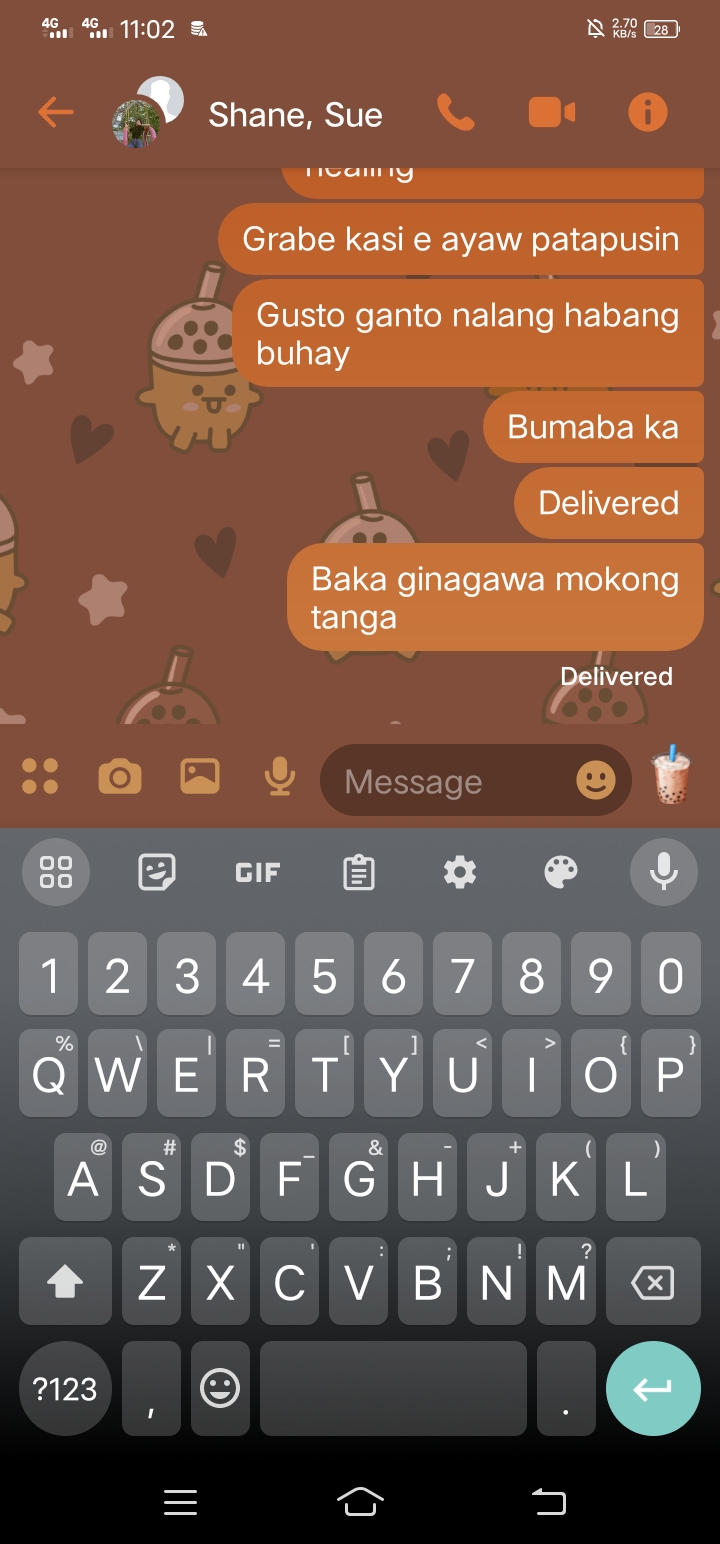 4G 4G 11:02 2.70 KB/s 28
Shane, Sue
healing
Grabe kasi e ayaw patapusin
Gusto ganto nalang habang
buhay
Bumaba ka
Delivered
Baka ginagawa mokong
tanga
Delivered
Message
GIF
1 2 3 4 5 6 7 8 9 0
% \ | = [ ] < > { }
Q W E R T Y U I O P
@ # $ _ & - + ( )
A S D F G H J K L
* " ' : ; ! ?
Z X C V B N M
?123 , .